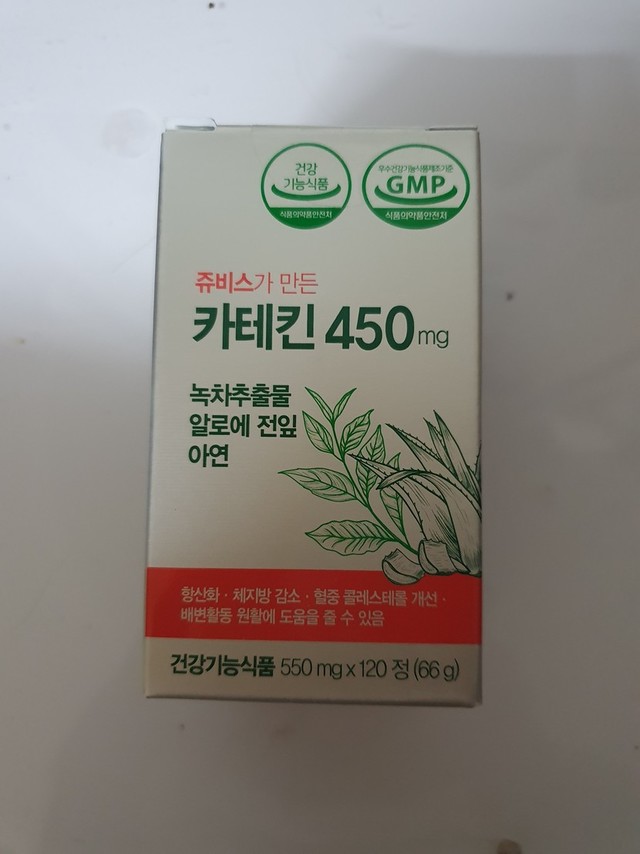 건강
기능식품
식품의약품안전처
우수건강기능식품제조기준
GMP
식품의약품안전처
쥬비스가 만든
카테킨 450mg
녹차추출물
알로에 전잎
아연
항산화 · 체지방 감소 · 혈중 콜레스테롤 개선 ·
배변활동 원활에 도움을 줄 수 있음
건강기능식품 550 mg x 120 정 (66 g)